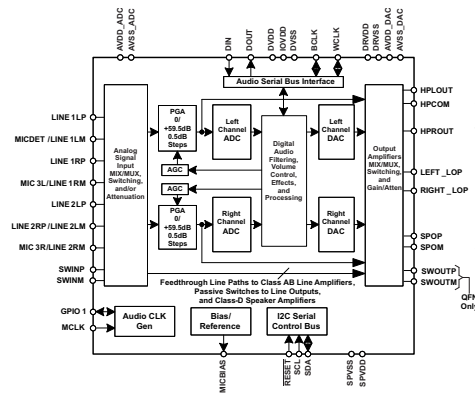 AVDD_ADC
AVSS_ADC
DIN
DOUT
DVDD
IOVDD
DVSS
BCLK
WCLK
DRVDD
DRVSS
AVDD_DAC
AVSS_DAC
Audio Serial Bus Interface
LINE 1LP
MICDET /LINE 1LM
LINE 1RP
MIC 3L/LINE 1RM
LINE 2LP
LINE 2RP /LINE 2LM
MIC 3R/LINE 2RM
SWINP
SWINM
GPIO 1
MCLK
Analog
Signal
Input
MIX/MUX,
Switching,
and/or
Attenuation
PGA
0/
+59.5dB
0.5dB
Steps
AGC
AGC
PGA
0/
+59.5dB
0.5dB
Steps
Left
Channel
ADC
Right
Channel
ADC
Digital
Audio
Filtering,
Volume
Control,
Effects,
and
Processing
Left
Channel
DAC
Right
Channel
DAC
Output
Amplifiers
MIX/MUX,
Switching,
and
Gain/Atten
HPLOUT
HPCOM
HPROUT
LEFT _LOP
RIGHT _LOP
SPOP
SPOM
SWOUTP
SWOUTM
QFN
Only
Feedthrough Line Paths to Class AB Line Amplifiers,
Passive Switches to Line Outputs,
and Class-D Speaker Amplifiers
Audio CLK
Gen
Bias/
Reference
I2C Serial
Control Bus
MICBIAS
RESET
SCL
SDA
SPVSS
SPVDD